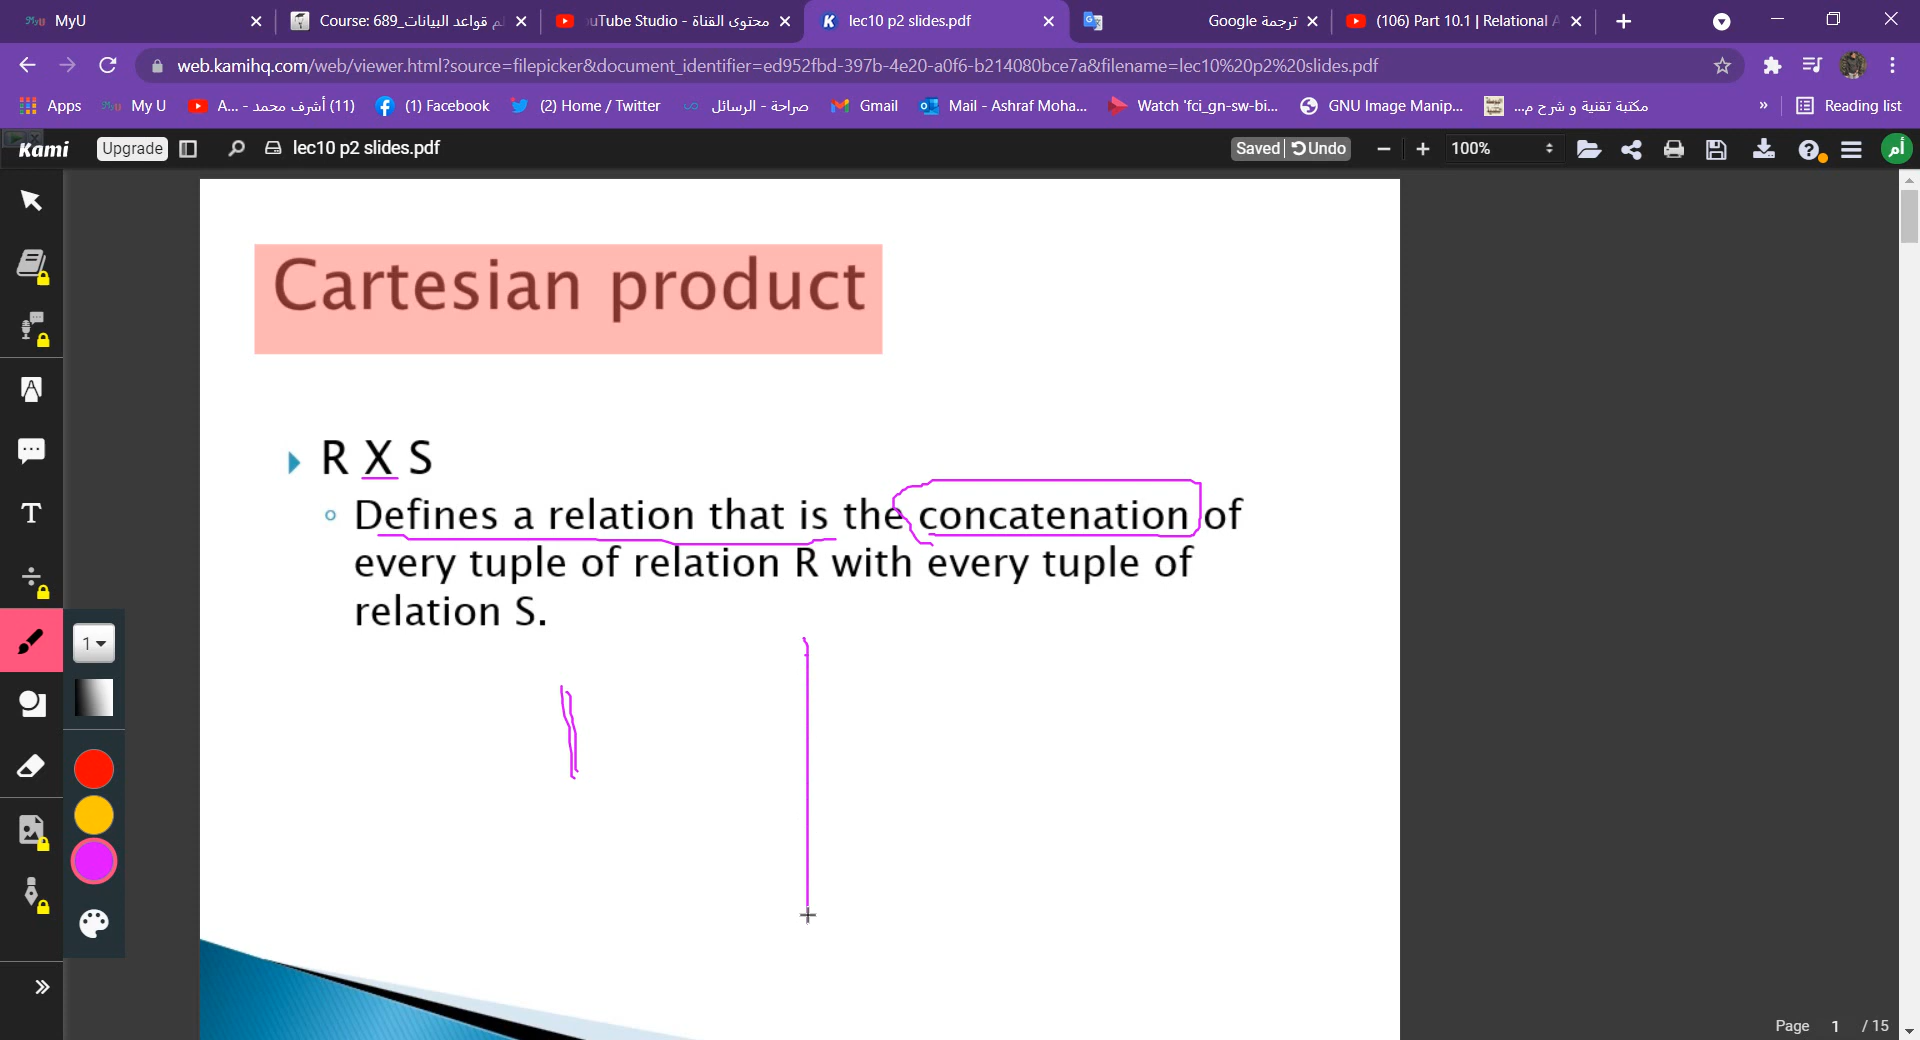 MyU
Course: 689_م قواعد البيانات
uTube Studio - محتوى القناة
lec10 p2 slides.pdf
Google ترجمة
(106) Part 10.1 | Relational A
web.kamihq.com/web/viewer.html?source=filepicker&document_identifier=ed952fbd-397b-4e20-a0f6-b214080bce7a&filename=lec10%20p2%20slides.pdf
Apps
My U
(11) أشرف محمد - ...A
(1) Facebook
(2) Home / Twitter
صراحة - الرسائل
Gmail
Mail - Ashraf Moha...
Watch 'fci_gn-sw-bi...
GNU Image Manip...
مكتبة تقنية و شرح م...
»
Reading list
Kami
Upgrade
lec10 p2 slides.pdf
Saved
Undo
100%
أم
Cartesian product
R X S
Defines a relation that is the concatenation of
every tuple of relation R with every tuple of
relation S.
1
Page 1 / 15